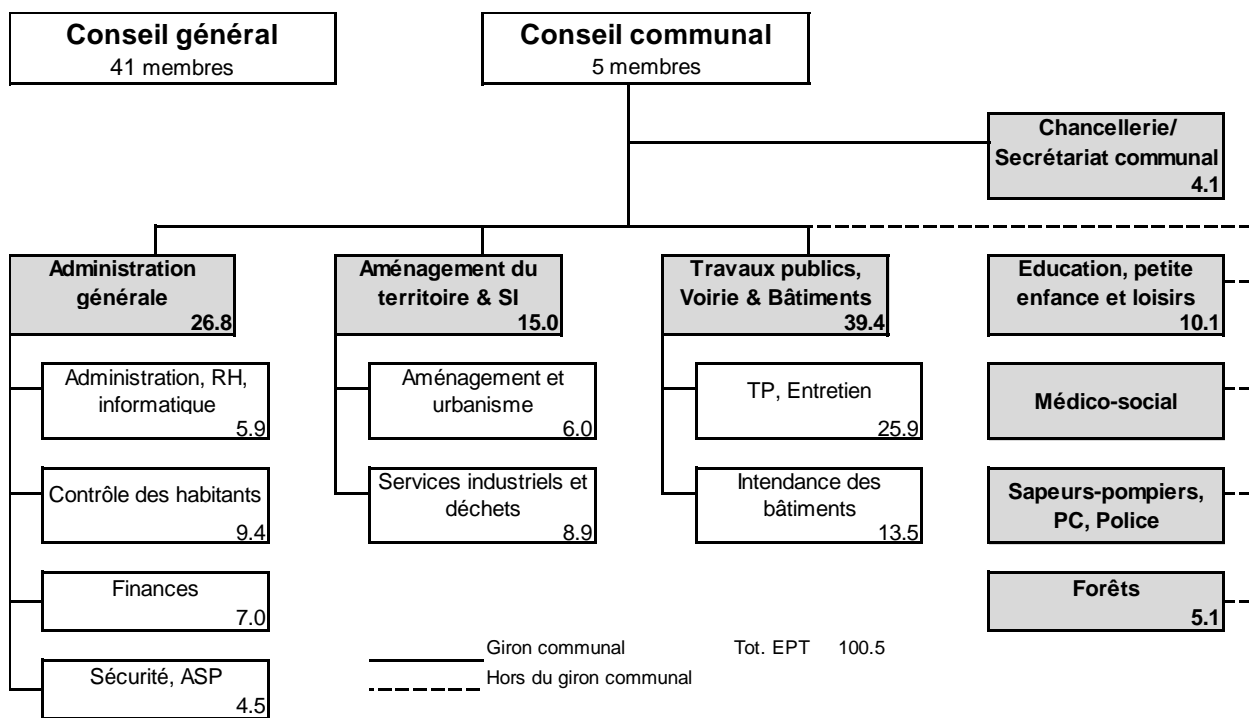 Conseil général
41 membres
Conseil communal
5 membres
Chancellerie/
Secrétariat communal
4.1
Administration
générale
26.8
Aménagement du
territoire & SI
15.0
Travaux publics,
Voirie & Bâtiments
39.4
Education, petite
enfance et loisirs
10.1
Administration, RH,
informatique
5.9
Aménagement et
urbanisme
6.0
TP, Entretien
25.9
Médico-social
Contrôle des habitants
9.4
Services industriels et
déchets
8.9
Intendance des
bâtiments
13.5
Sapeurs-pompiers,
PC, Police
Finances
7.0
Forêts
5.1
Sécurité, ASP
4.5
Giron communal
Tot. EPT 100.5
Hors du giron communal